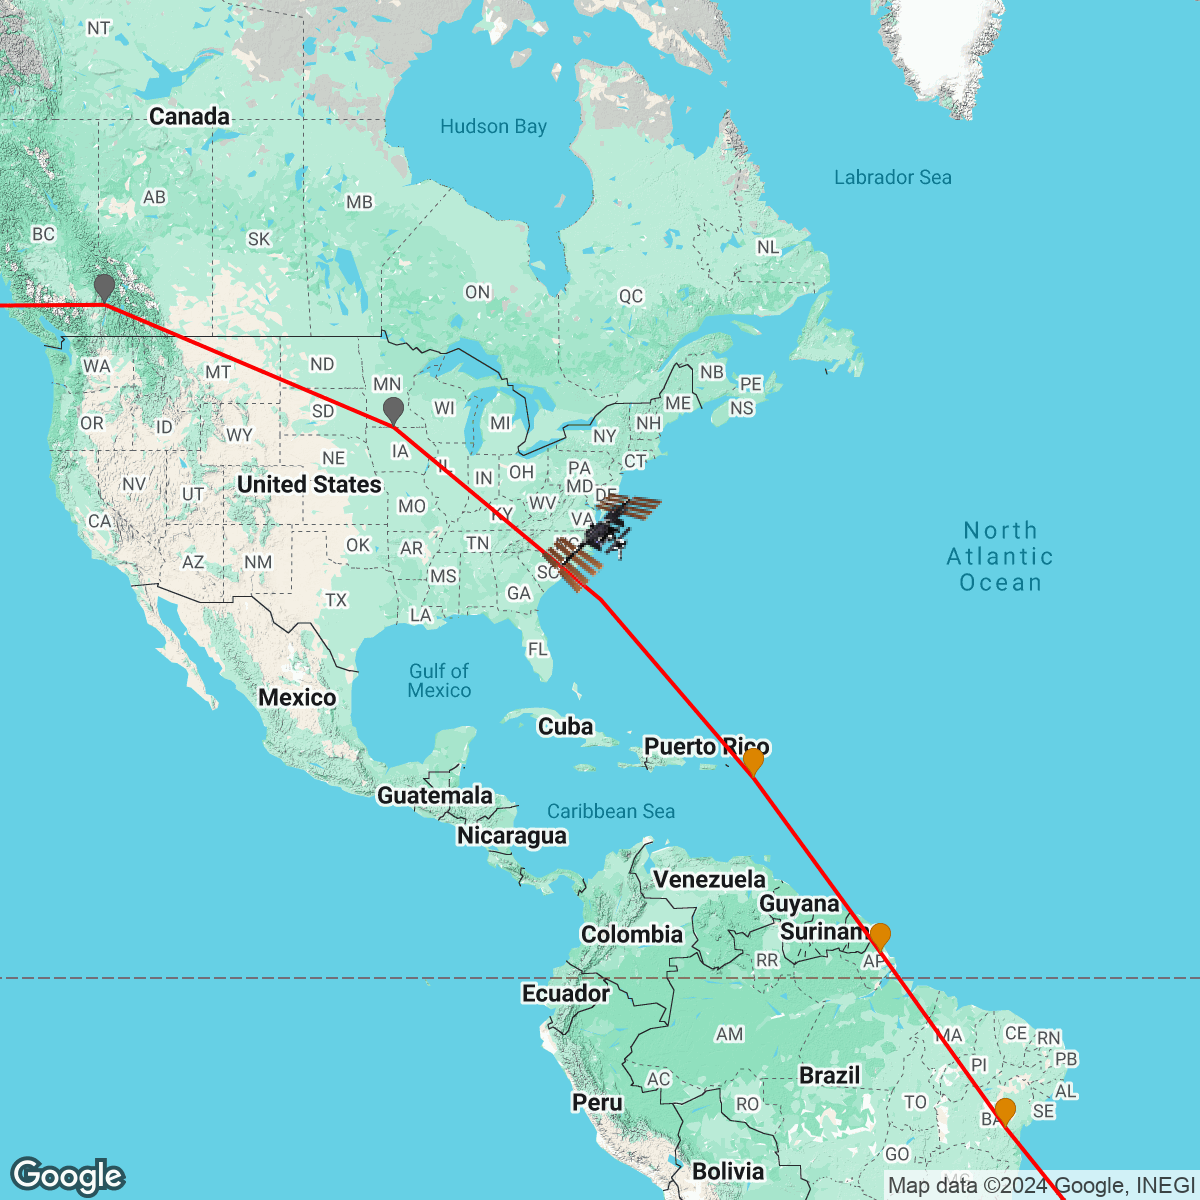 NT
Canada
Hudson Bay
Labrador Sea
AB
MB
BC
SK
NL
ON
QC
WA
MT
ND
MN
NB
PE
OR
ID
SD
WI
MI
ME
NS
WY
NH
NY
IA
NE
IL
IN
OH
PA
CT
NV
UT
United States
MD
DE
MO
KY
WV
VA
CA
OK
AR
TN
North
Atlantic
Ocean
AZ
NM
MS
SC
TX
LA
GA
FL
Gulf of
Mexico
Mexico
Cuba
Puerto Rico
Guatemala
Caribbean Sea
Nicaragua
Venezuela
Guyana
Colombia
Suriname
RR
AP
Ecuador
AM
MA
CE
RN
PI
PB
AC
Brazil
AL
Peru
RO
TO
BA
SE
GO
Bolivia
MG
Google
Map data ©2024 Google, INEGI